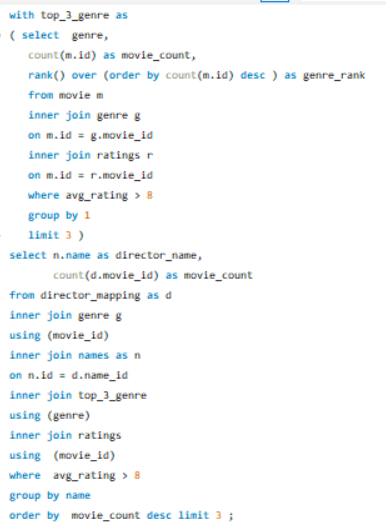 with top_3_genre as
( select genre,
count(m.id) as movie_count,
rank() over (order by count(m.id) desc ) as genre_rank
from movie m
inner join genre g
on m.id = g.movie_id
inner join ratings r
on m.id = r.movie_id
where avg_rating > 8
group by 1
limit 3 )
select n.name as director_name,
count(d.movie_id) as movie_count
from director_mapping as d
inner join genre g
using (movie_id)
inner join names as n
on n.id = d.name_id
inner join top_3_genre
using (genre)
inner join ratings
using (movie_id)
where avg_rating > 8
group by name
order by movie_count desc limit 3 ;